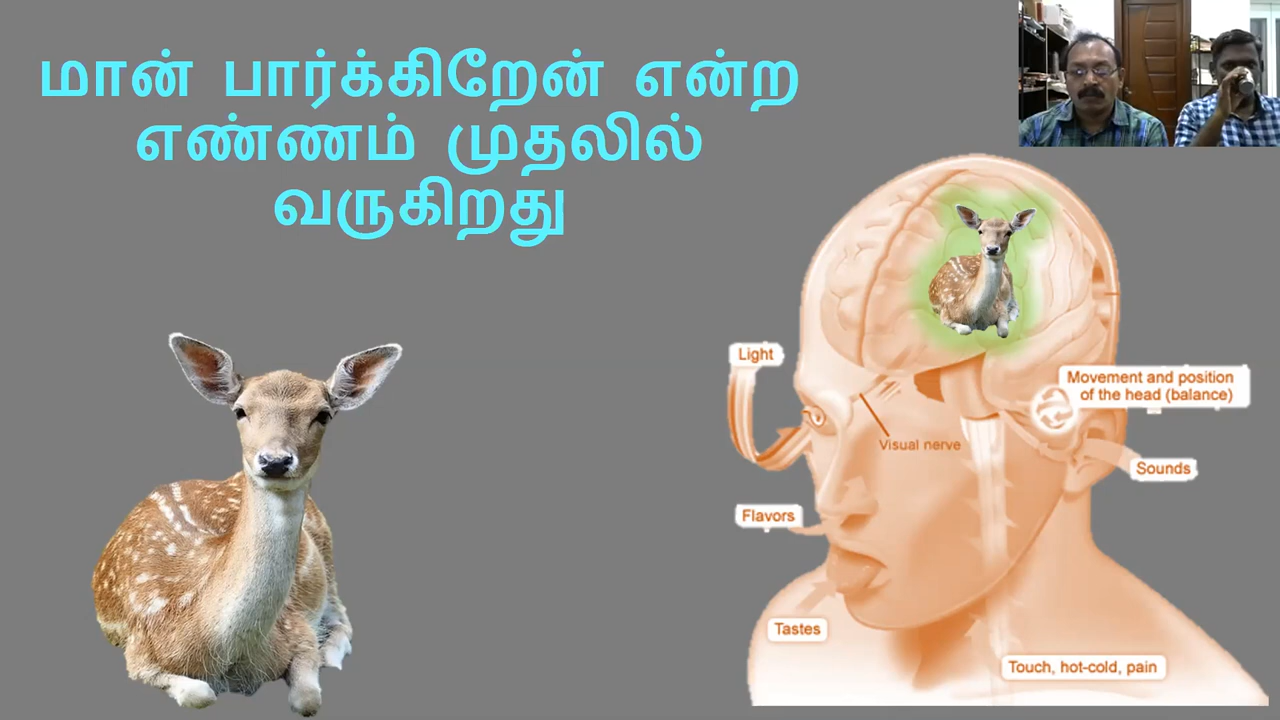 மான் பார்க்கிறேன் என்ற
எண்ணம் முதலில்
வருகிறது
Light
Movement and position
of the head (balance)
Visual nerve
Sounds
Flavors
Tastes
Touch, hot-cold, pain